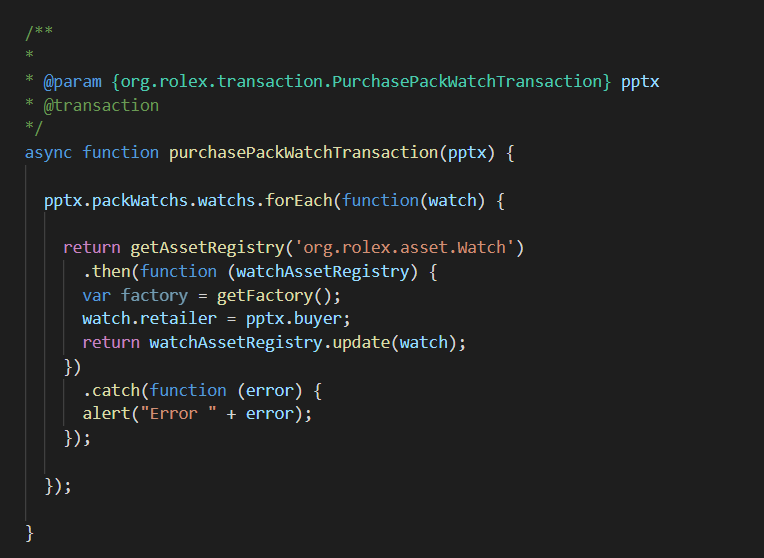 /**
*
* @param {org.rolex.transaction.PurchasePackWatchTransaction} pptx
* @transaction
*/
async function purchasePackWatchTransaction(pptx) {
pptx.packWatchs.watchs.forEach(function(watch) {
return getAssetRegistry('org.rolex.asset.Watch')
.then(function (watchAssetRegistry) {
var factory = getFactory();
watch.retailer = pptx.buyer;
return watchAssetRegistry.update(watch);
})
.catch(function (error) {
alert("Error " + error);
});
});
}